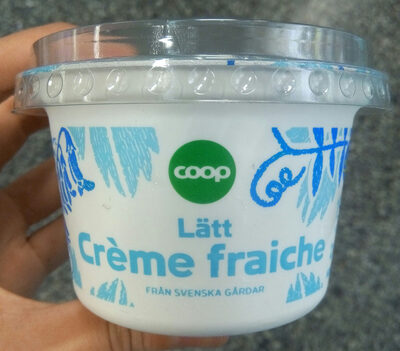 coop
Lätt
Crème fraiche
FRÅN SVENSKA GÅRDAR